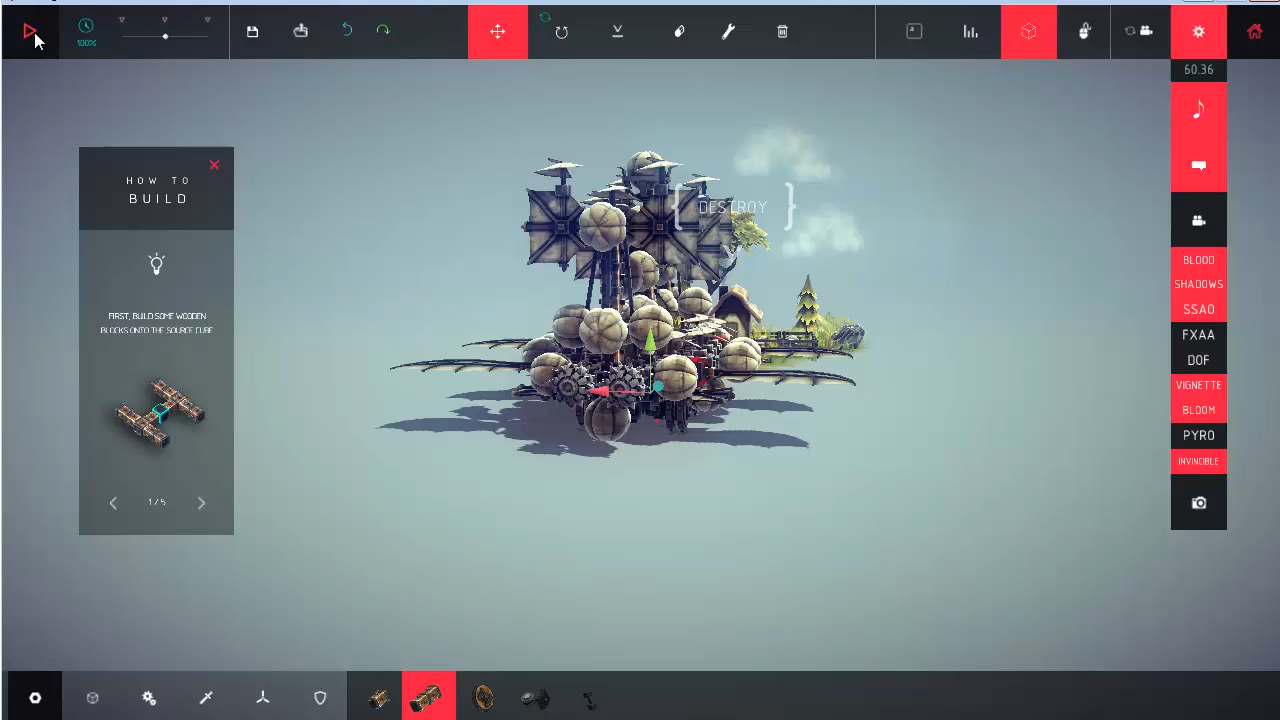 100%
60.36
HOW TO
BUILD
FIRST, BUILD SOME WOODEN
BLOCKS ONTO THE SOURCE CUBE
1/5
DESTROY
BLOOD
SHADOWS
SSAO
FXAA
DOF
VIGNETTE
BLOOM
PYRO
INVINCIBLE